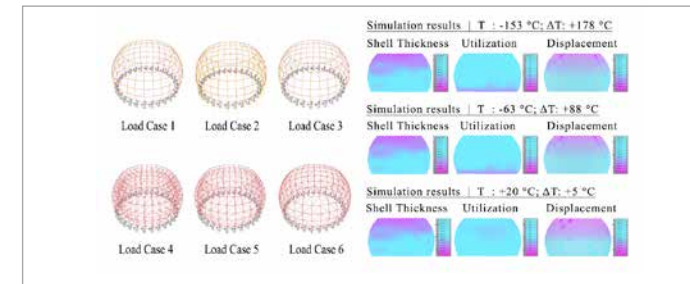 Load Case 1
Load Case 2
Load Case 3
Load Case 4
Load Case 5
Load Case 6
Simulation results | T : -153 °C; ΔT: +178 °C
Shell Thickness Utilization Displacement
Simulation results | T : -63 °C; ΔT: +88 °C
Shell Thickness Utilization Displacement
Simulation results | T : +20 °C; ΔT: +5 °C
Shell Thickness Utilization Displacement